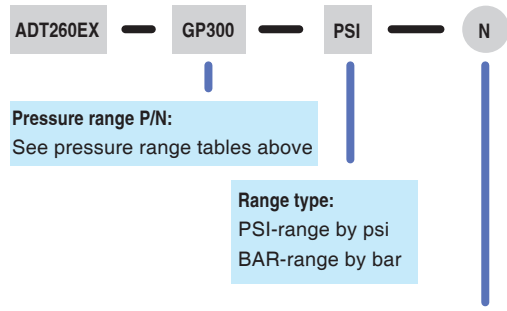 ADT260EX — GP300 — PSI — N
Pressure range P/N:
See pressure range tables above
Range type:
PSI-range by psi
BAR-range by bar